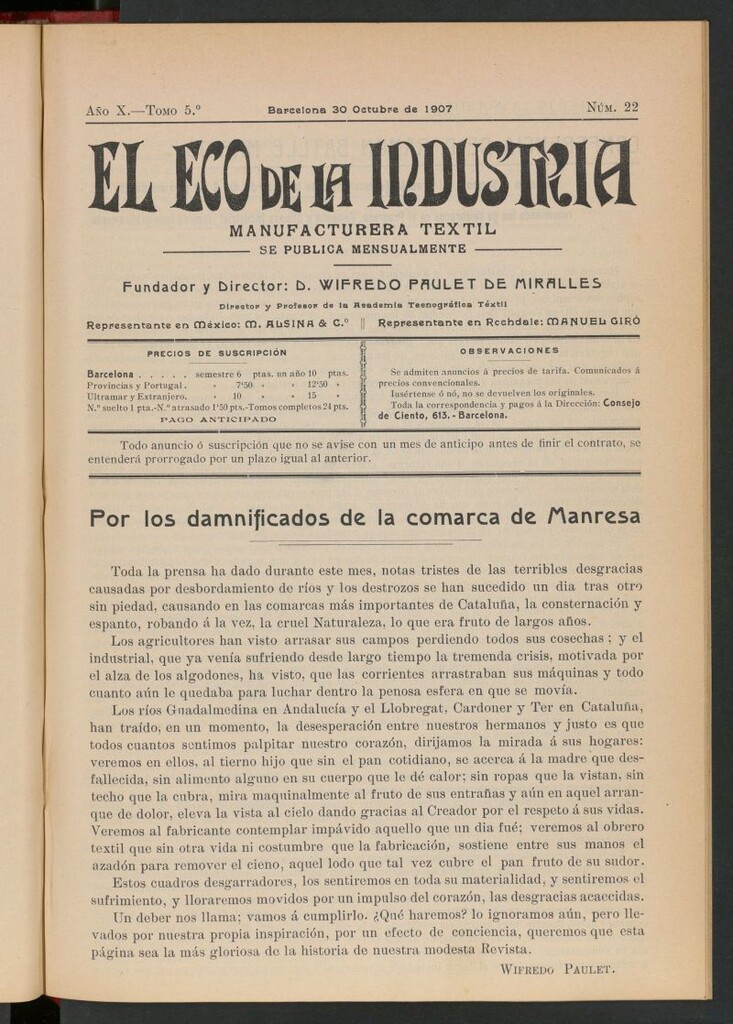 Año X.—Tomo 5.º Barcelona 30 Octubre de 1907 Núm. 22
EL ECO DE LA INDUSTRIA
MANUFACTURERA TEXTIL
SE PUBLICA MENSUALMENTE
Fundador y Director: D. WIFREDO PAULET DE MIRALLES
Director y Profesor de la Academia Tecnográfica Téxtil
Representante en México: M. ALSINA & C.º || Representante en Rochdale: MANUEL GIRÓ
PRECIOS DE SUSCRIPCIÓN
Barcelona . . . . . semestre 6 ptas. un año 10 ptas.
Provincias y Portugal. » 7'50 » » 12'50 »
Ultramar y Extranjero. » 10 » » 15 »
N.º suelto 1 pta.-N.º atrasado 1'50 pts.-Tomos completos 24 pts.
PAGO ANTICIPADO
OBSERVACIONES
Se admiten anuncios á precios de tarifa. Comunicados á
precios convencionales.
Insértense ó nó, no se devuelven los originales.
Toda la correspondencia y pagos á la Dirección: Consejo
de Ciento, 613. - Barcelona.
Todo anuncio ó suscripción que no se avise con un mes de anticipo antes de finir el contrato, se
entenderá prorrogado por un plazo igual al anterior.
Por los damnificados de la comarca de Manresa
Toda la prensa ha dado durante este mes, notas tristes de las terribles desgracias
causadas por desbordamiento de ríos y los destrozos se han sucedido un dia tras otro
sin piedad, causando en las comarcas más importantes de Cataluña, la consternación y
espanto, robando á la vez, la cruel Naturaleza, lo que era fruto de largos años.
Los agricultores han visto arrasar sus campos perdiendo todos sus cosechas ; y el
industrial, que ya venía sufriendo desde largo tiempo la tremenda crisis, motivada por
el alza de los algodones, ha visto, que las corrientes arrastraban sus máquinas y todo
cuanto aún le quedaba para luchar dentro la penosa esfera en que se movía.
Los ríos Guadalmedina en Andalucía y el Llobregat, Cardoner y Ter en Cataluña,
han traído, en un momento, la desesperación entre nuestros hermanos y justo es que
todos cuantos sentimos palpitar nuestro corazón, dirijamos la mirada á sus hogares:
veremos en ellos, al tierno hijo que sin el pan cotidiano, se acerca á la madre que des-
fallecida, sin alimento alguno en su cuerpo que le dé calor; sin ropas que la vistan, sin
techo que la cubra, mira maquinalmente al fruto de sus entrañas y aún en aquel arran-
que de dolor, eleva la vista al cielo dando gracias al Creador por el respeto á sus vidas.
Veremos al fabricante contemplar impávido aquello que un dia fué; veremos al obrero
textil que sin otra vida ni costumbre que la fabricación, sostiene entre sus manos el
azadón para remover el cieno, aquel lodo que tal vez cubre el pan fruto de su sudor.
Estos cuadros desgarradores, los sentiremos en toda su materialidad, y sentiremos el
sufrimiento, y lloraremos movidos por un impulso del corazón, las desgracias acaecidas.
Un deber nos llama; vamos á cumplirlo. ¿Qué haremos? lo ignoramos aún, pero lle-
vados por nuestra propia inspiración, por un efecto de conciencia, queremos que esta
página sea la más gloriosa de la historia de nuestra modesta Revista.
Wifredo Paulet.